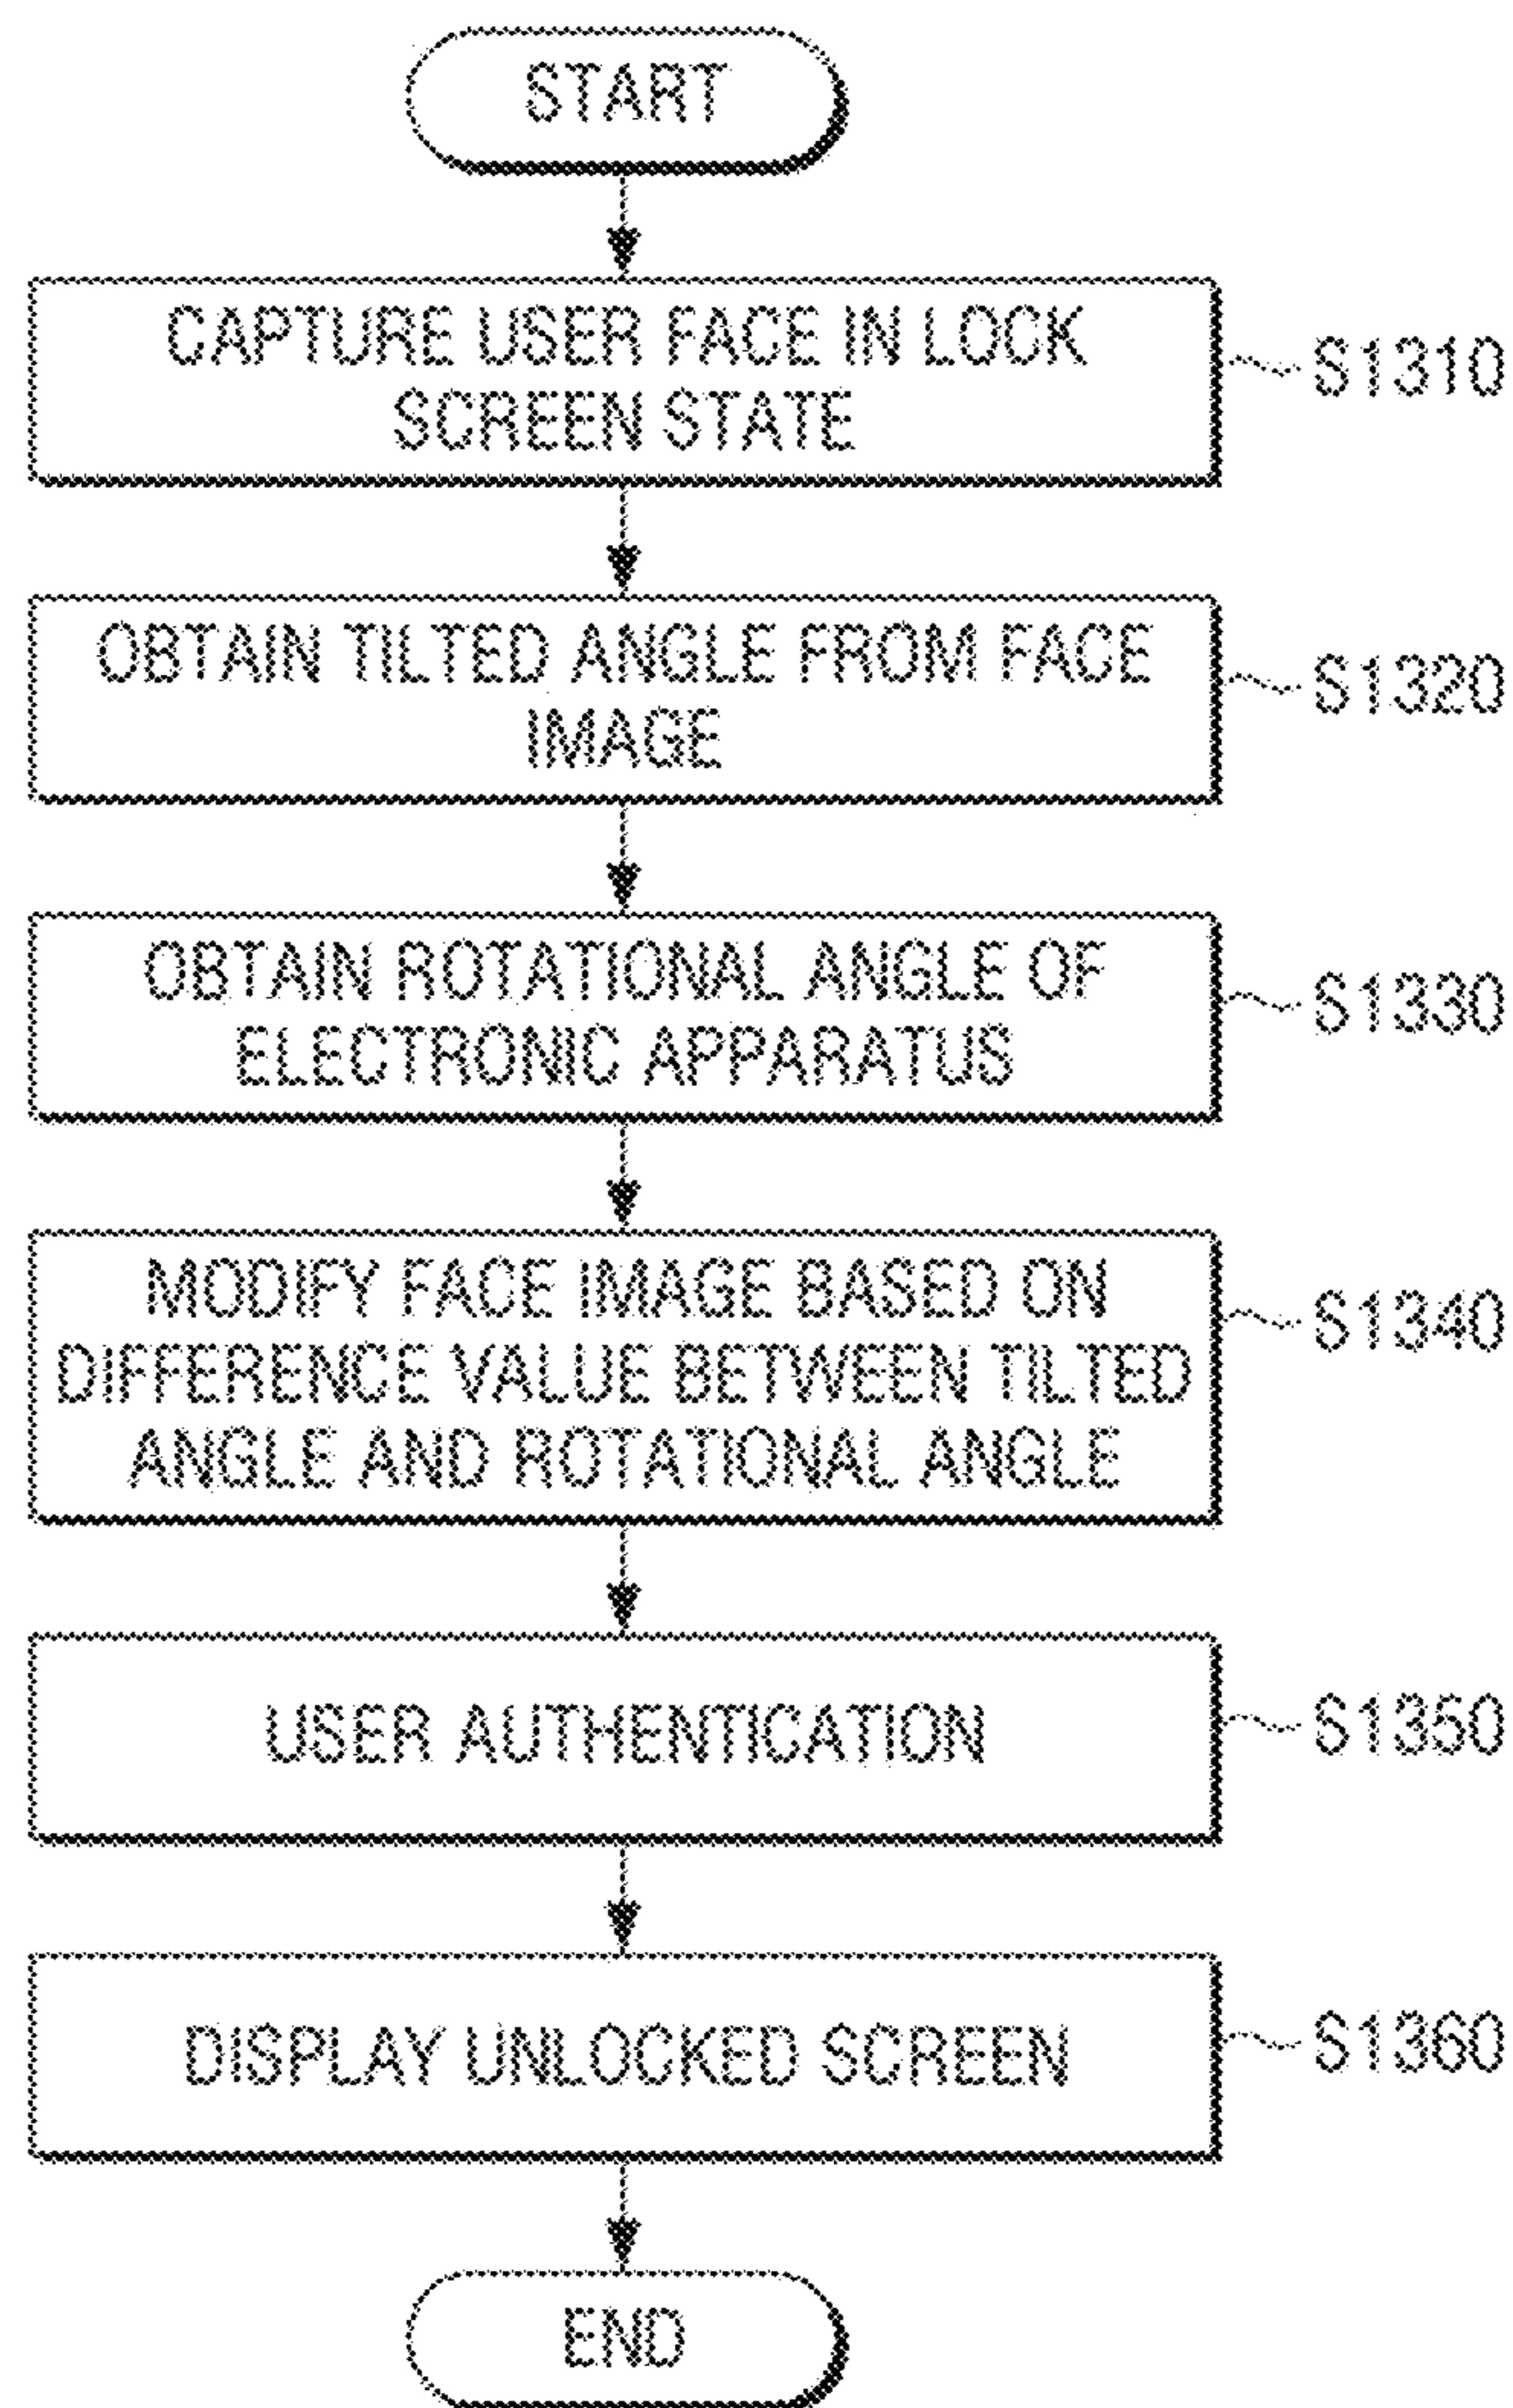 START
CAPTURE USER FACE IN LOCK
SCREEN STATE
S1310
OBTAIN TILTED ANGLE FROM FACE
IMAGE
S1320
OBTAIN ROTATIONAL ANGLE OF
ELECTRONIC APPARATUS
S1330
MODIFY FACE IMAGE BASED ON
DIFFERENCE VALUE BETWEEN TILTED
ANGLE AND ROTATIONAL ANGLE
S1340
USER AUTHENTICATION
S1350
DISPLAY UNLOCKED SCREEN
S1360
END